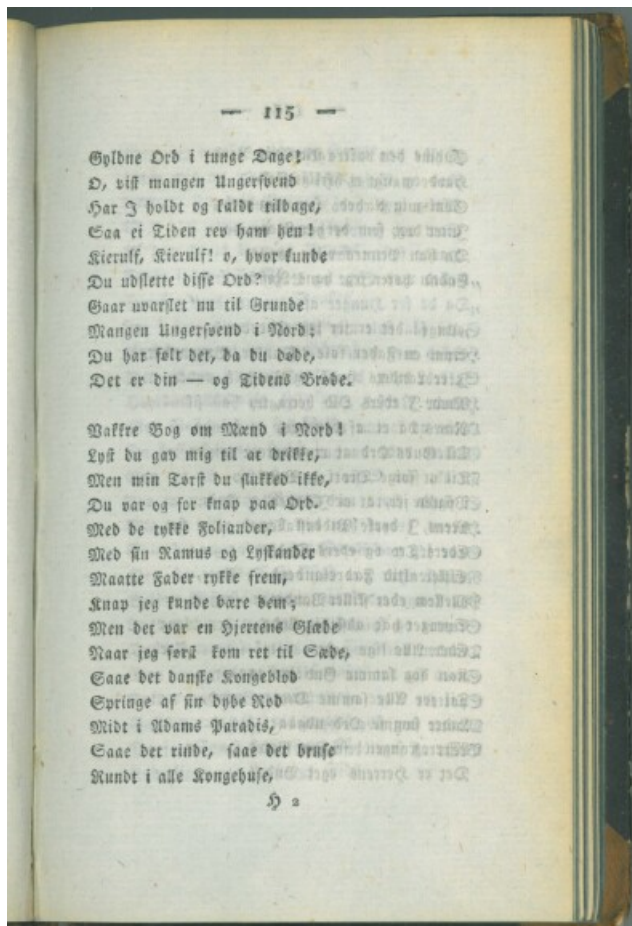 — 115 —
Gyldne Ord i tunge Dage!
O, vist mangen Ungersvend
Har I holdt og kaldt tilbage,
Saa ei Tiden rev ham hen!
Kierulf, Kierulf! o, hvor kunde
Du udslette disse Ord?
Gaar uvarslet nu til Grunde
Mangen Ungersvend i Nord;
Du har følt det, da du døde,
Det er din — og Tidens Brøde.
Vakkre Bog om Mænd i Nord!
Lyst du gav mig til at drikke,
Men min Tørst du slukked ikke,
Du var og for knap paa Ord.
Med de tykke Folianter,
Med sin Ramus og Lyskander
Maatte Fader rykke frem,
Knap jeg kunde bære dem;
Men det var en Hjertens Glæde
Naar jeg først kom ret til Sæde,
Saae det danske Kongeblod
Springe af sin dybe Rod
Midt i Adams Paradis,
Saae det rinde, saae det bruse
Rundt i alle Kongehuse,
H 2